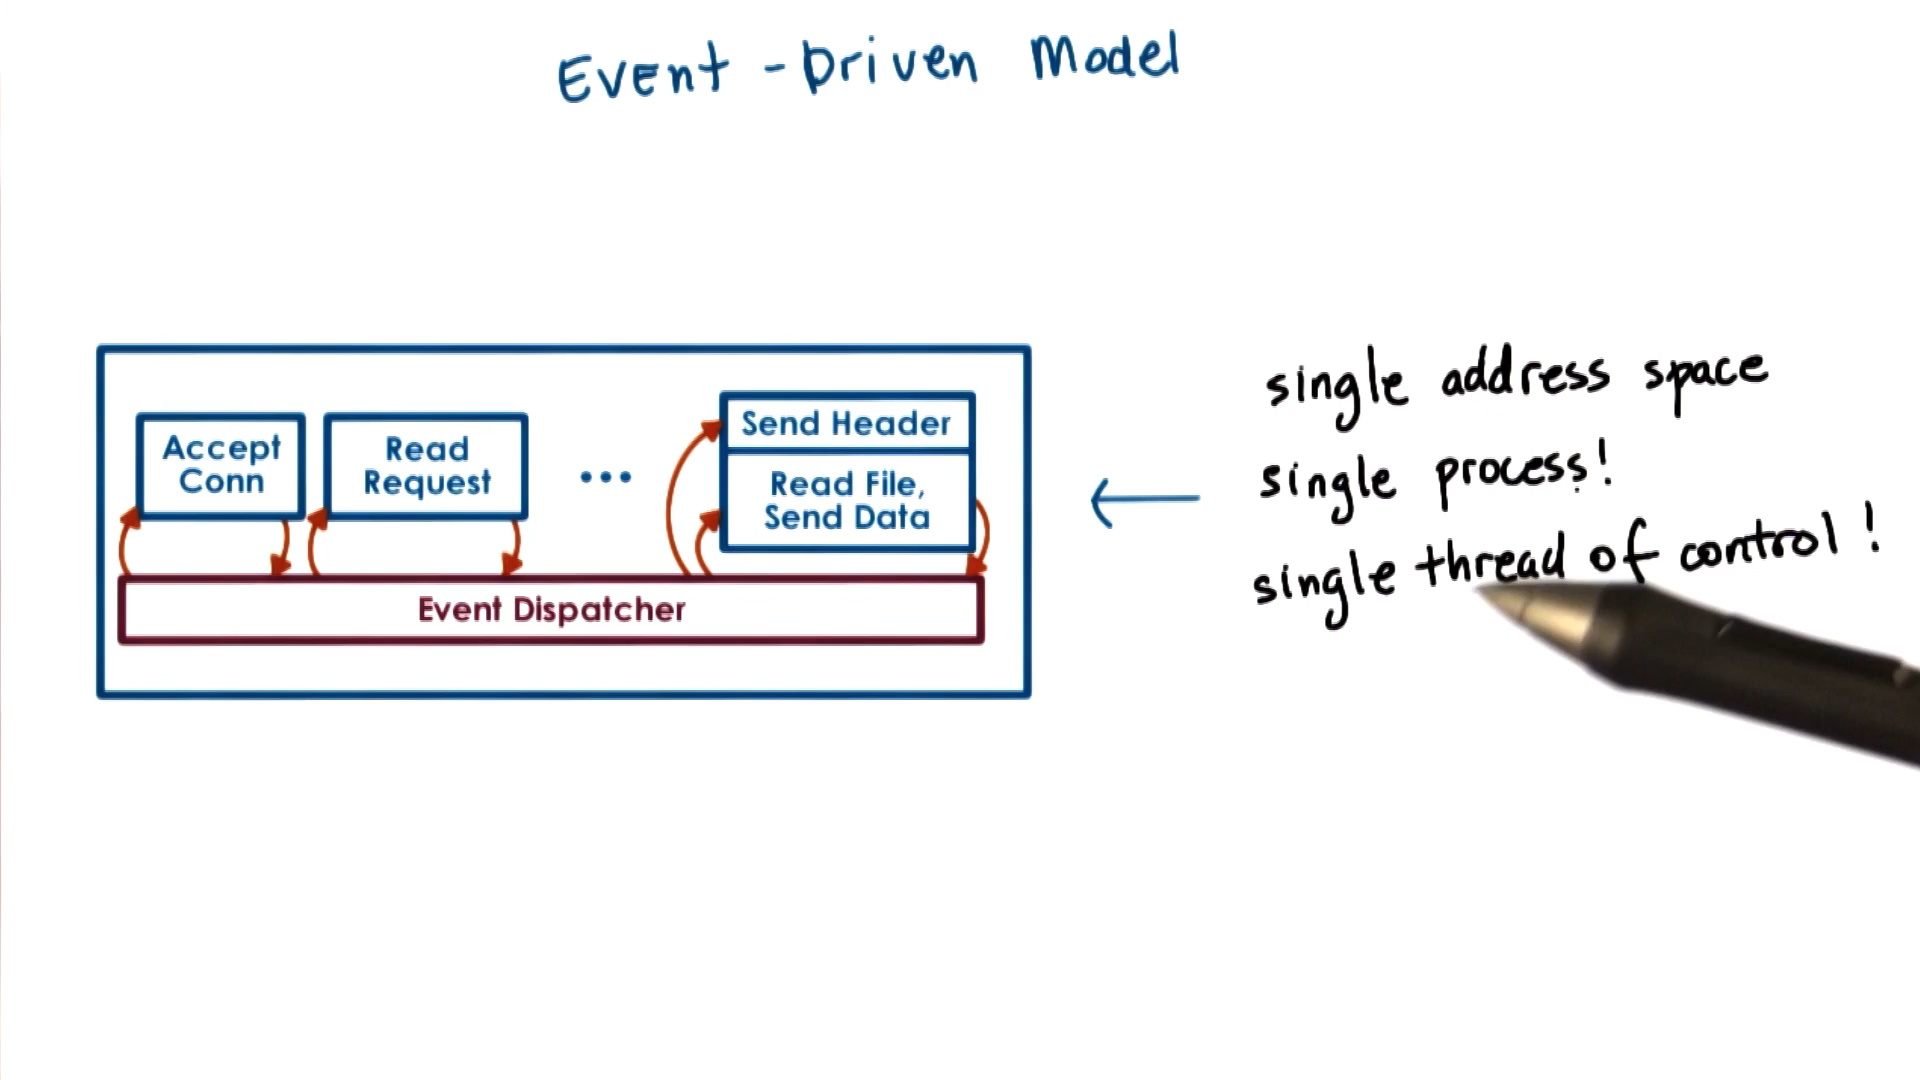 Event-Driven Model
Accept
Conn
Read
Request
...
Send Header
Read File,
Send Data
Event Dispatcher
single address space
single process!
single thread of control!